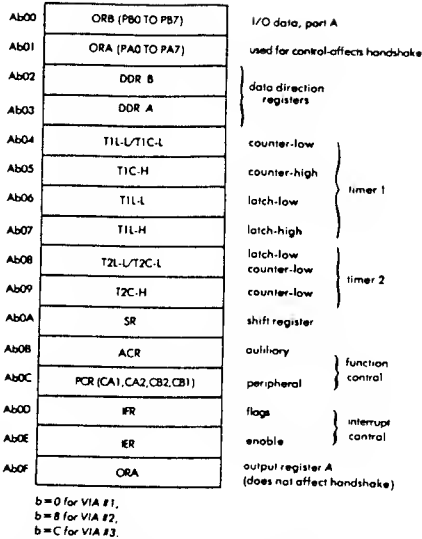 Ab00 ORB (PB0 TO PB7) I/O data, port A
Ab01 ORA (PA0 TO PA7) used for control-affects handshake
Ab02 DDR B
data direction
registers
Ab03 DDR A
Ab04 T1L-L/T1C-L counter-low
Ab05 T1C-H counter-high
timer 1
Ab06 T1L-L latch-low
Ab07 T1L-H latch-high
Ab08 T2L-L/T2C-L latch-low
counter-low
timer 2
Ab09 T2C-H counter-low
Ab0A SR shift register
Ab0B ACR auliliary
function
control
Ab0C PCR (CA1,CA2,CB2,CB1) peripheral
Ab0D IFR flags
interrupt
control
Ab0E IER enable
Ab0F ORA output register A
(does not affect handshake)
b=0 for VIA #1,
b=8 for VIA #2,
b=C for VIA #3.